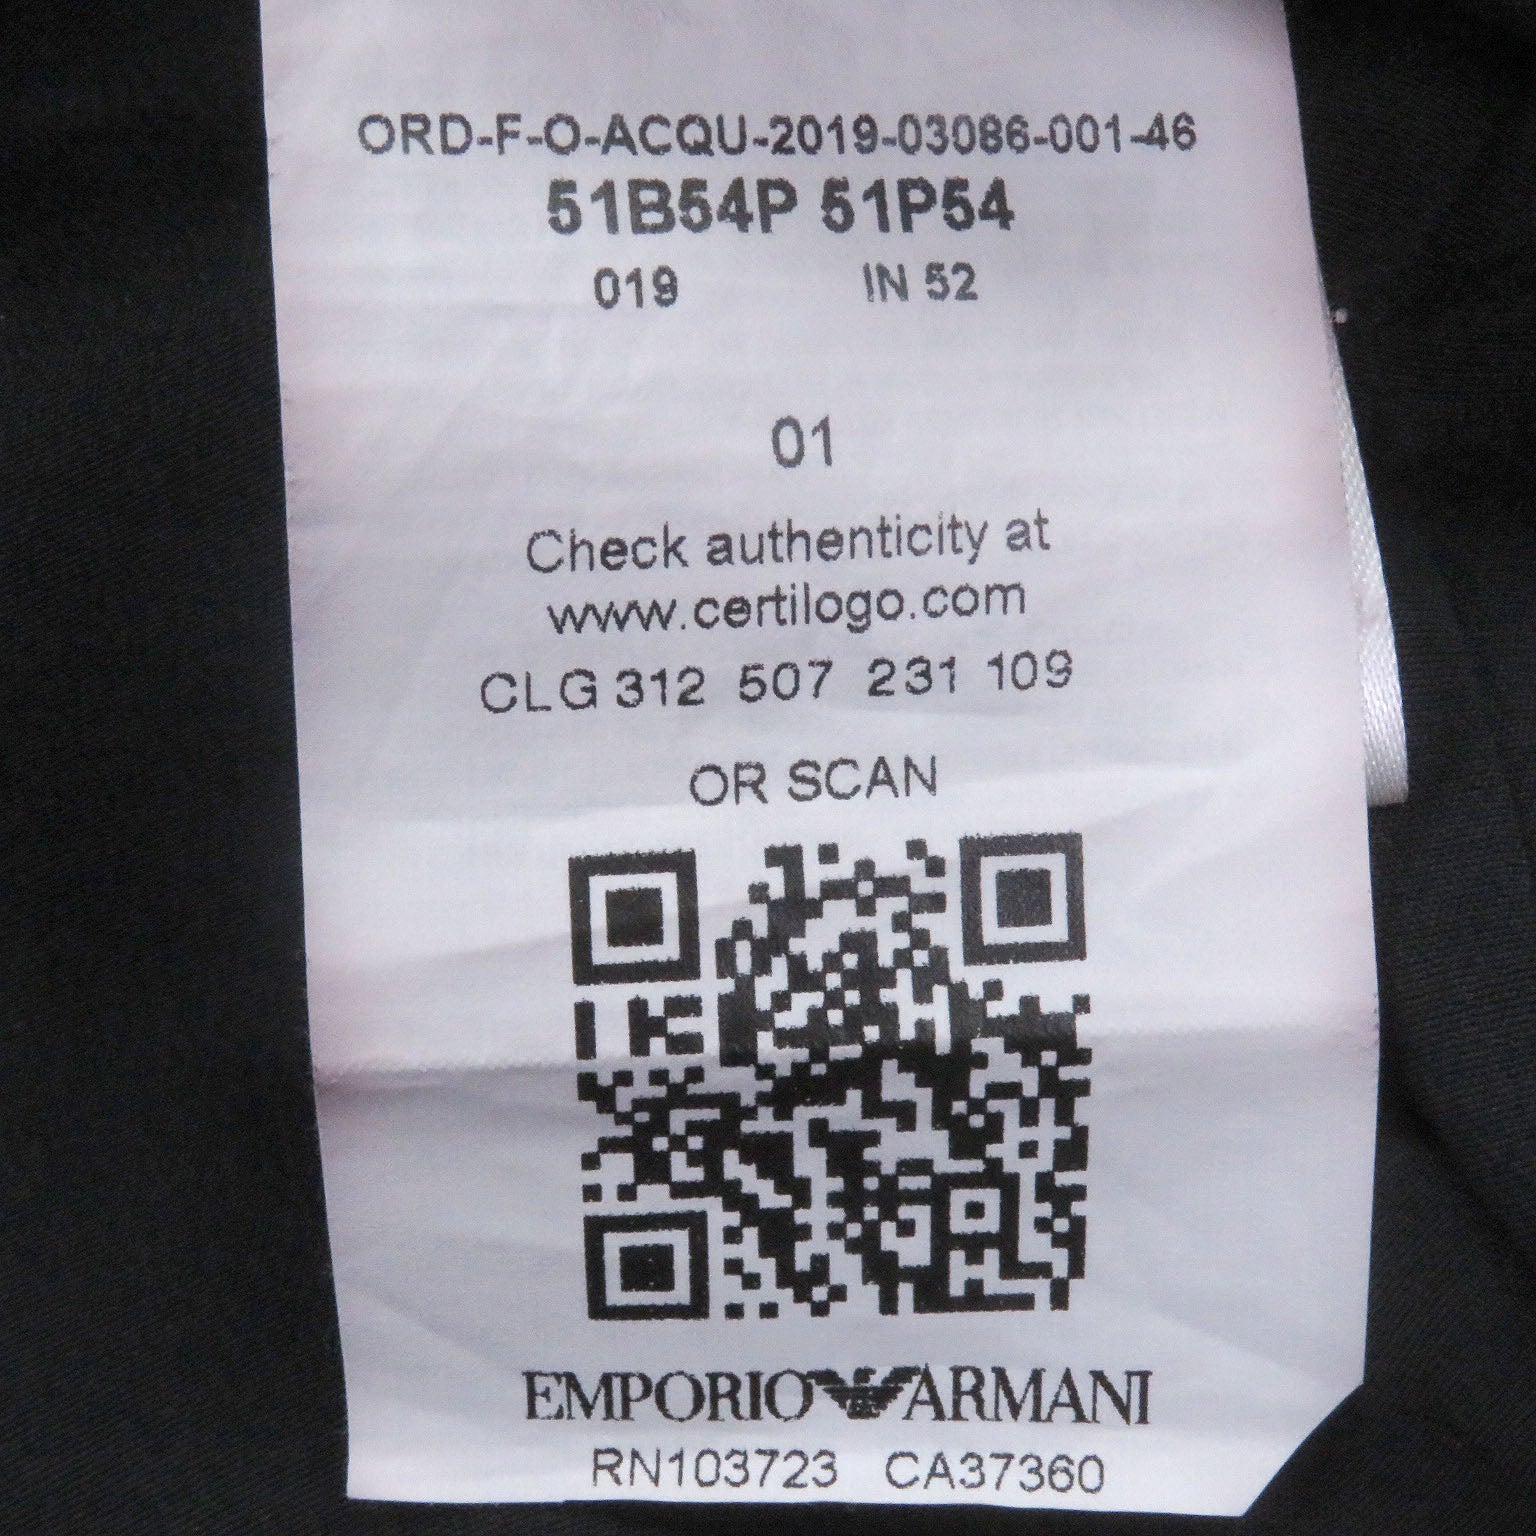 ORD-F-O-ACQU-2019-03086-001-46
51B54P 51P54
019 IN 52
01
Check authenticity at
www.certilogo.com
CLG 312 507 231 109
OR SCAN
EMPORIO ARMANI
RN103723 CA37360